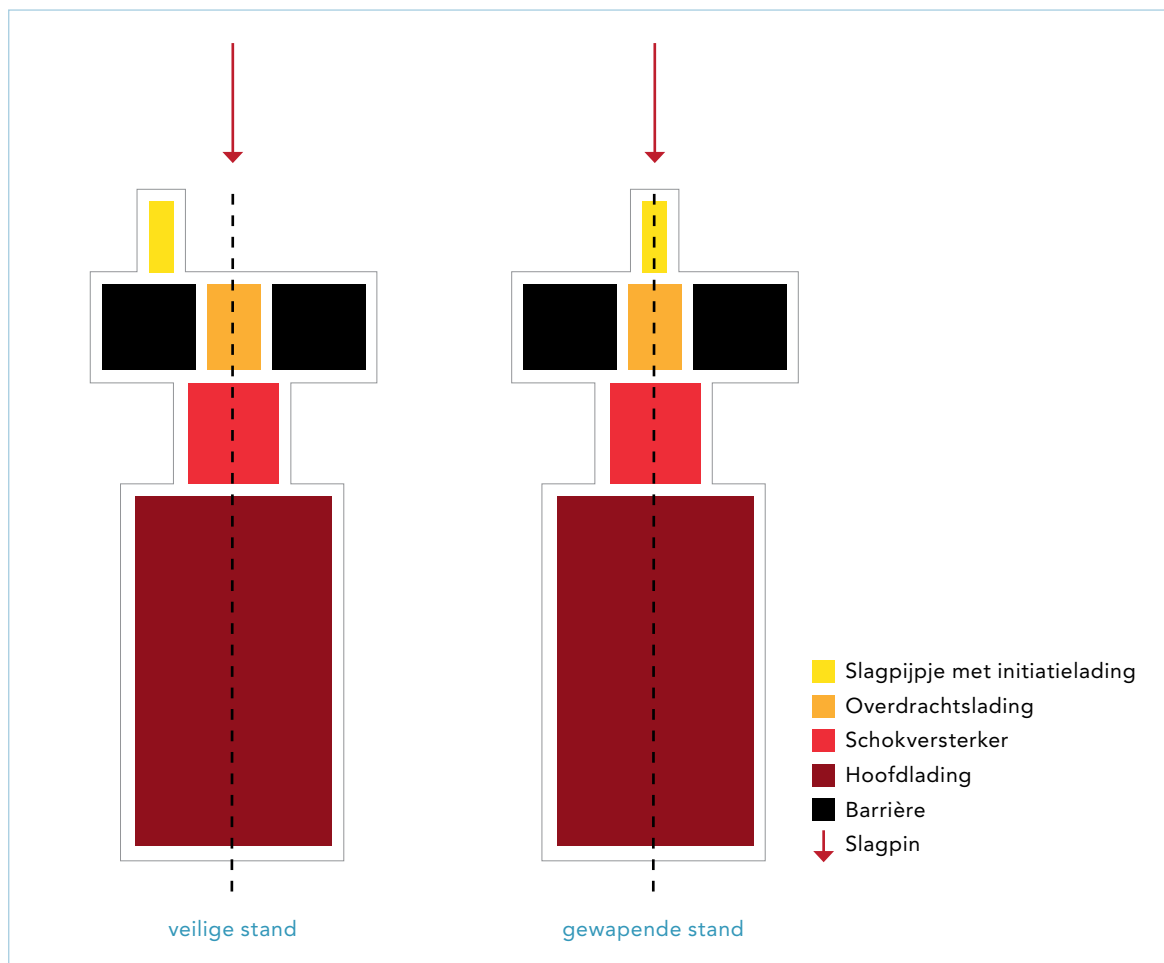 Slagpijpje met initiatielading
Overdrachtslading
Schokversterker
Hoofdlading
Barrière
Slagpin
veilige stand
gewapende stand